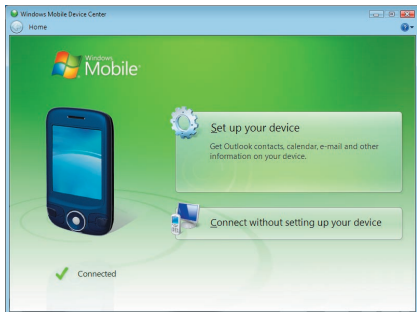 Windows Mobile Device Center
Home
Windows
Mobile
Set up your device
Get Outlook contacts, calendar, e-mail and other
information on your device.
Connect without setting up your device
Connected